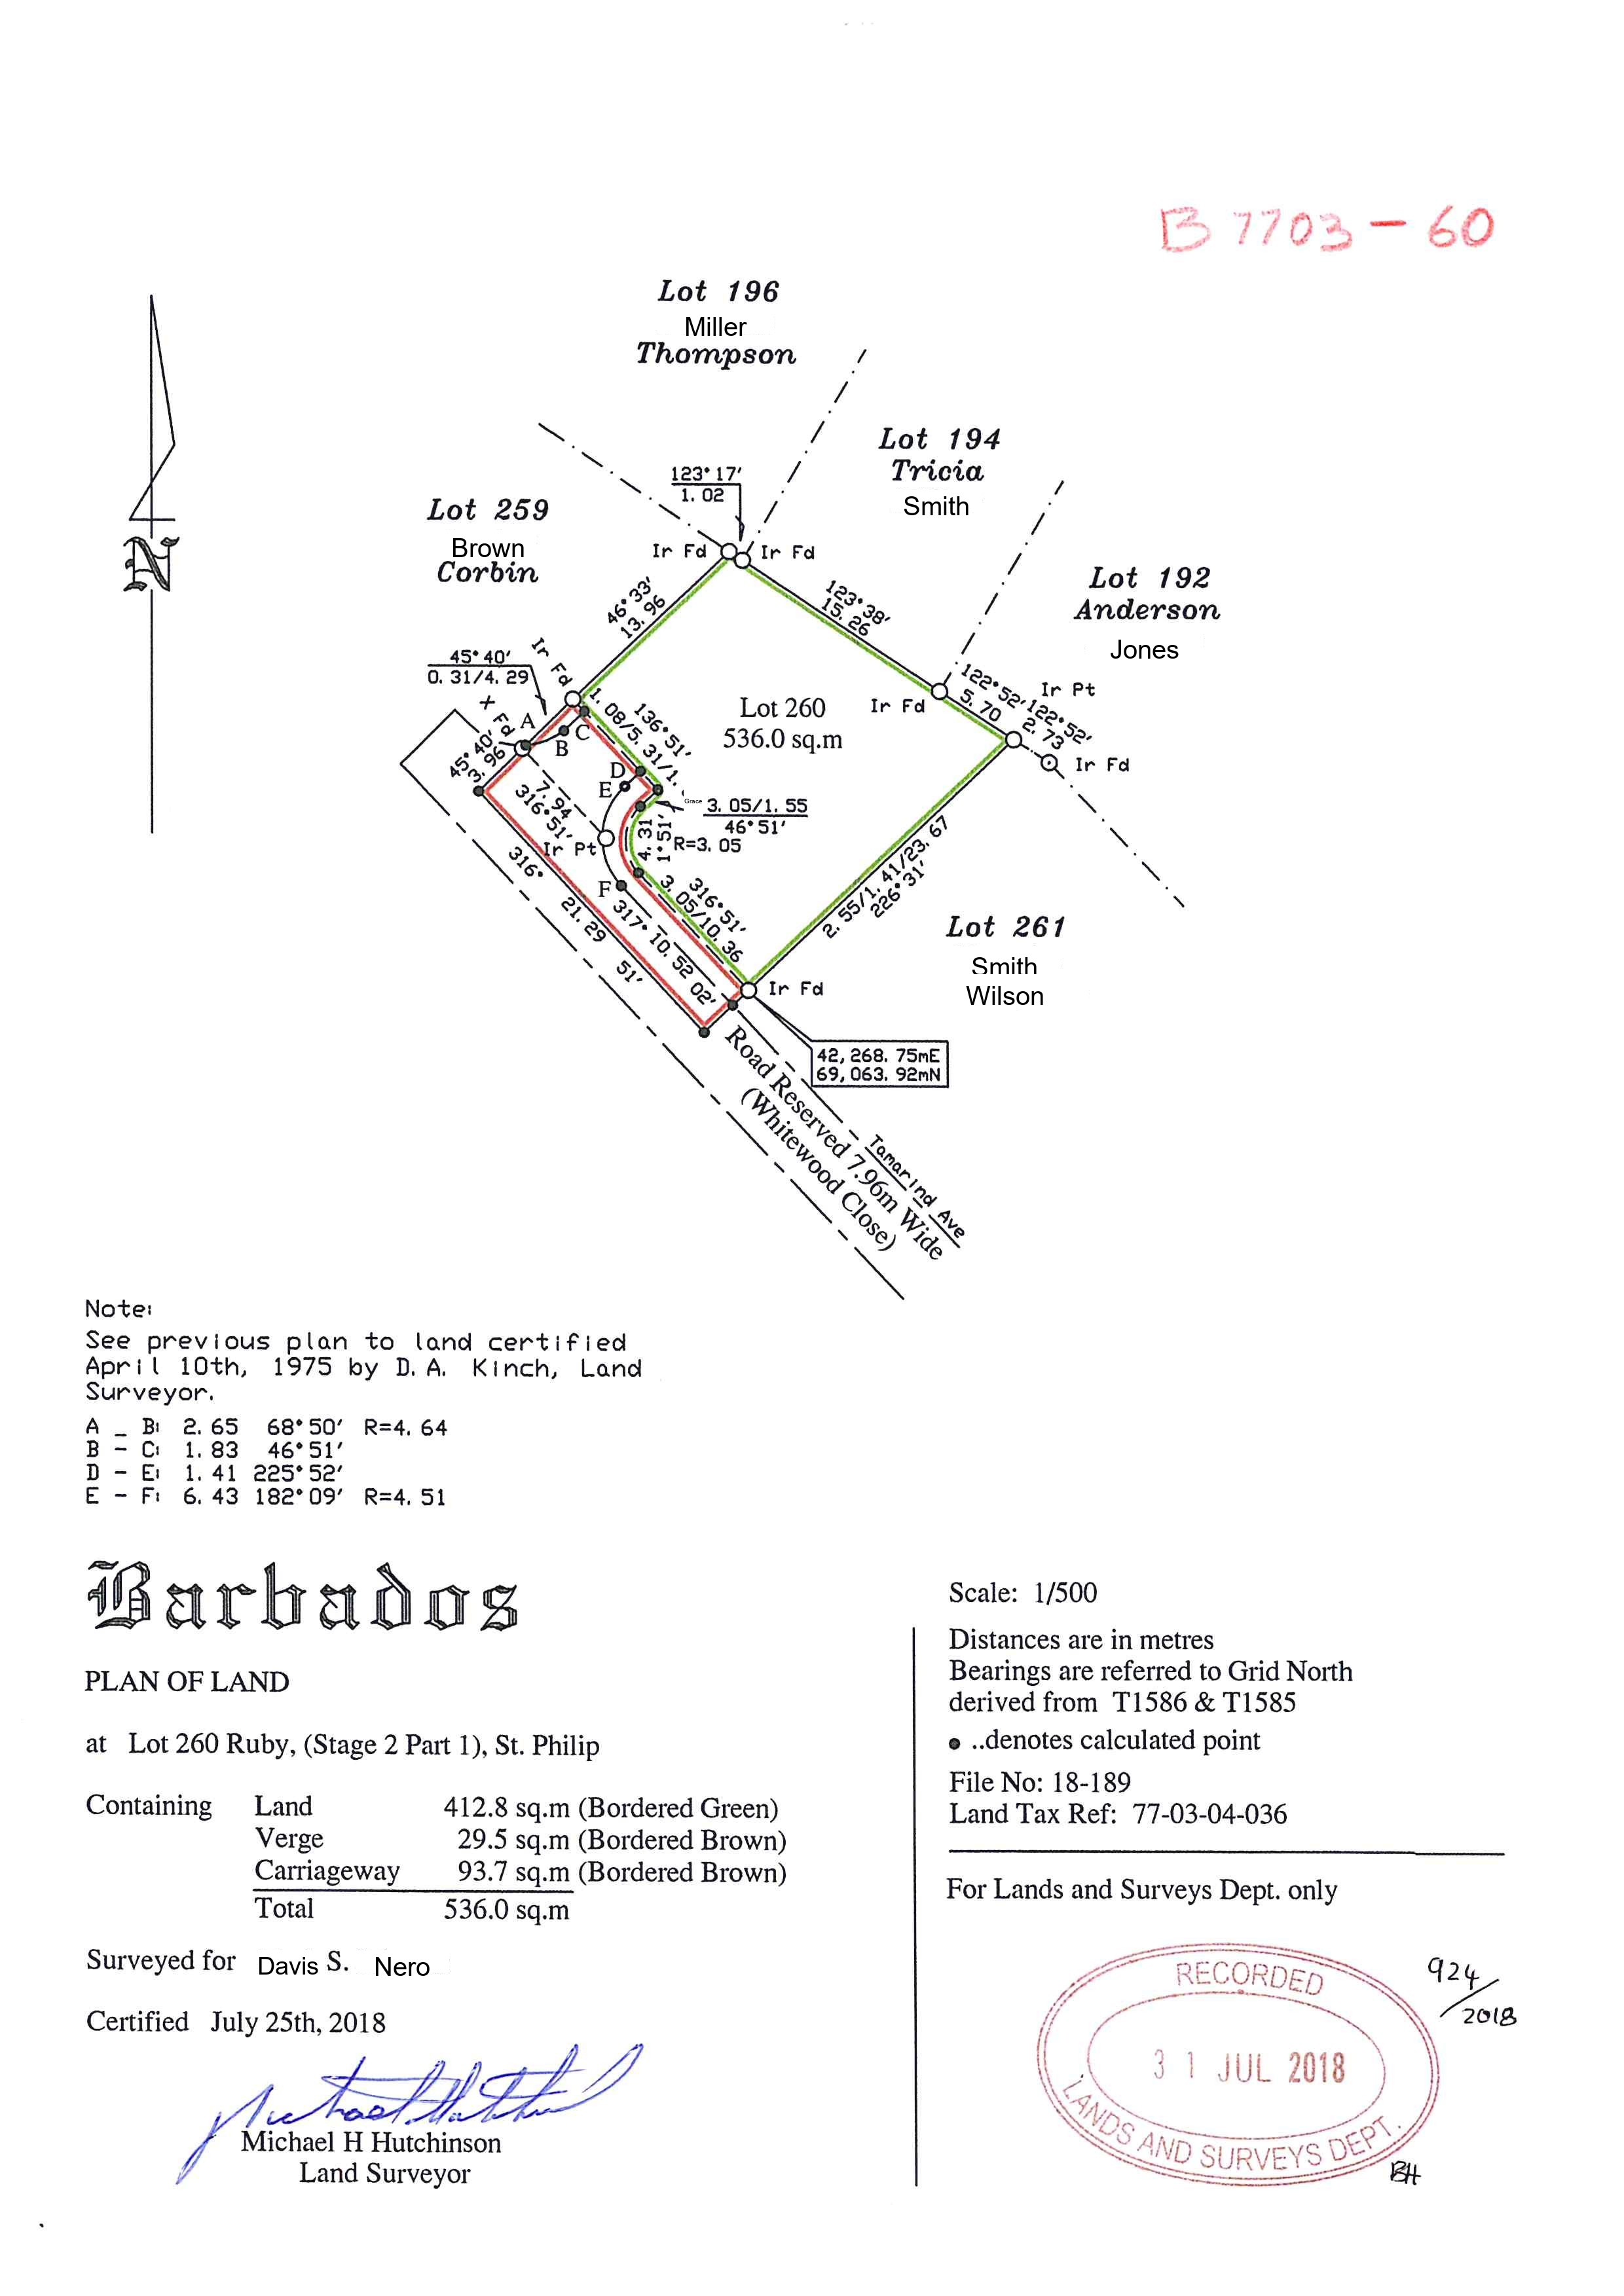 B 7703 - 60
Lot 196
Miller
Thompson
Lot 194
Tricia
Smith
123°17'
1.02
Lot 259
Brown
Corbin
Ir Fd
Ir Fd
Lot 192
Anderson
Jones
46°33'
13.96
123°38'
15.26
45°40'
0.31/4.29
Ir Fd
X Fd
122°52'
5.70
122°52'
2.73
Ir Pt
Ir Fd
Ir Fd
Lot 260
536.0 sq.m
A
B
C
D
E
F
136°51'
1.08/5.31/1.
45°40'
3.96
7.94
316°51'
Ir Pt
Grace
3.05/1.55
46°51'
4.31
1°51'
R=3.05
316°51'
3.05/10.36
316° 21.29 51'
317° 10.52 02'
2.55/1.41/23.67
226°31'
Lot 261
Smith
Wilson
Ir Fd
42,268.75mE
69,063.92mN
Tamarind Ave
Road Reserved 7.96m Wide
(Whitewood Close)
N
Note:
See previous plan to land certified
April 10th, 1975 by D.A. Kinch, Land
Surveyor.
A _ B: 2.65 68°50' R=4.64
B - C: 1.83 46°51'
D - E: 1.41 225°52'
E - F: 6.43 182°09' R=4.51
Barbados
PLAN OF LAND
at Lot 260 Ruby, (Stage 2 Part 1), St. Philip
Containing Land 412.8 sq.m (Bordered Green)
Verge 29.5 sq.m (Bordered Brown)
Carriageway 93.7 sq.m (Bordered Brown)
Total 536.0 sq.m
Surveyed for Davis S. Nero
Certified July 25th, 2018
Michael H Hutchinson
Land Surveyor
Scale: 1/500
Distances are in metres
Bearings are referred to Grid North
derived from T1586 & T1585
● ..denotes calculated point
File No: 18-189
Land Tax Ref: 77-03-04-036
For Lands and Surveys Dept. only
RECORDED
31 JUL 2018
LANDS AND SURVEYS DEPT.
924/2018
BH